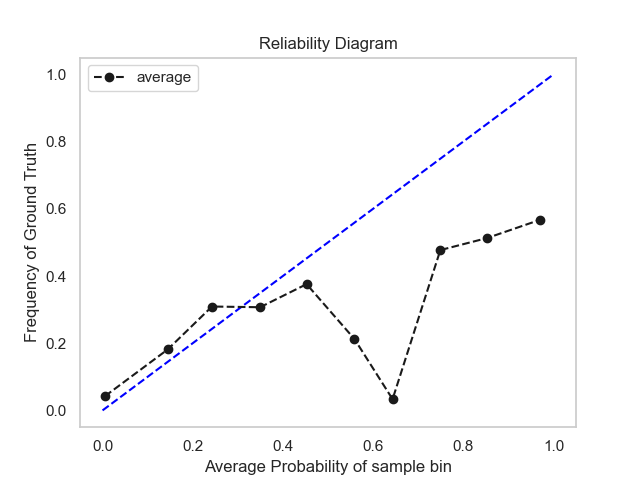 Reliability Diagram
average
1.0
0.8
0.6
0.4
0.2
0.0
Frequency of Ground Truth
0.0 0.2 0.4 0.6 0.8 1.0
Average Probability of sample bin